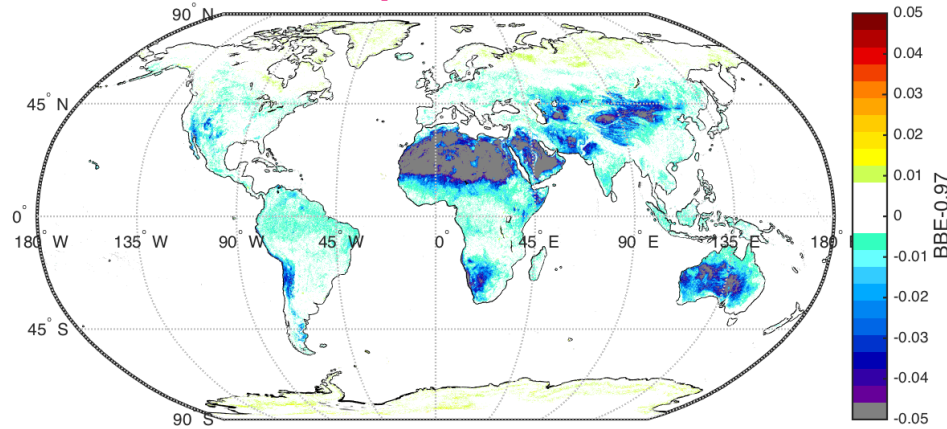 90° N
45° N
0°
180° W
135° W
90° W
45° W
0
45° E
90° E
135° E
180° E
45° S
90° S
0.05
0.04
0.03
0.02
0.01
0
-0.01
-0.02
-0.03
-0.04
-0.05
BBE-0.97